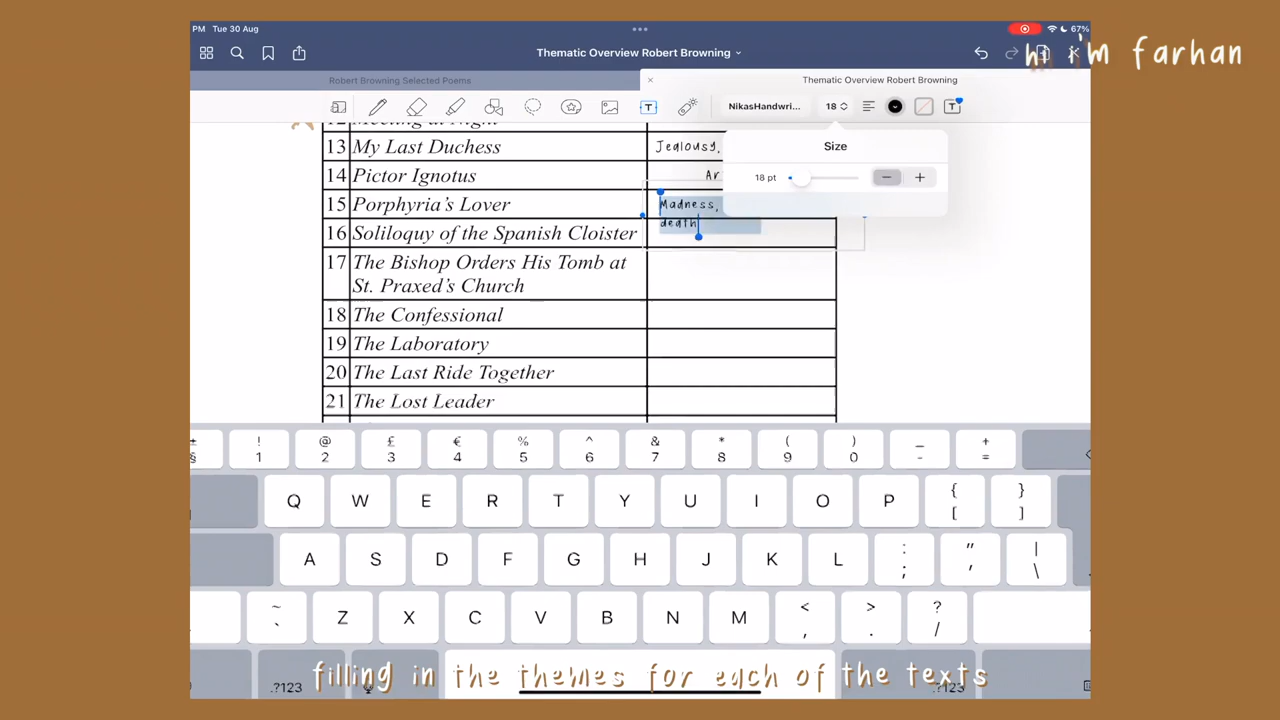 PM Tue 30 Aug
67%
hi i'm farhan
Thematic Overview Robert Browning
Robert Browning Selected Poems
Thematic Overview Robert Browning
NikasHandwri... 18
Size
18 pt
12 Meeting at Night
13 My Last Duchess Jealousy,
14 Pictor Ignotus Ar
15 Porphyria's Lover Madness,
death
16 Soliloquy of the Spanish Cloister
17 The Bishop Orders His Tomb at
St. Praxed's Church
18 The Confessional
19 The Laboratory
20 The Last Ride Together
21 The Lost Leader
± ! @ £ € % ^ & * ( ) _ +
§ 1 2 3 4 5 6 7 8 9 0 - =
Q W E R T Y U I O P { [ } ]
A S D F G H J K L : ; " ' | \
~ ` Z X C V B N M < , > . ? /
.?123 .?123
filling in the themes for each of the texts